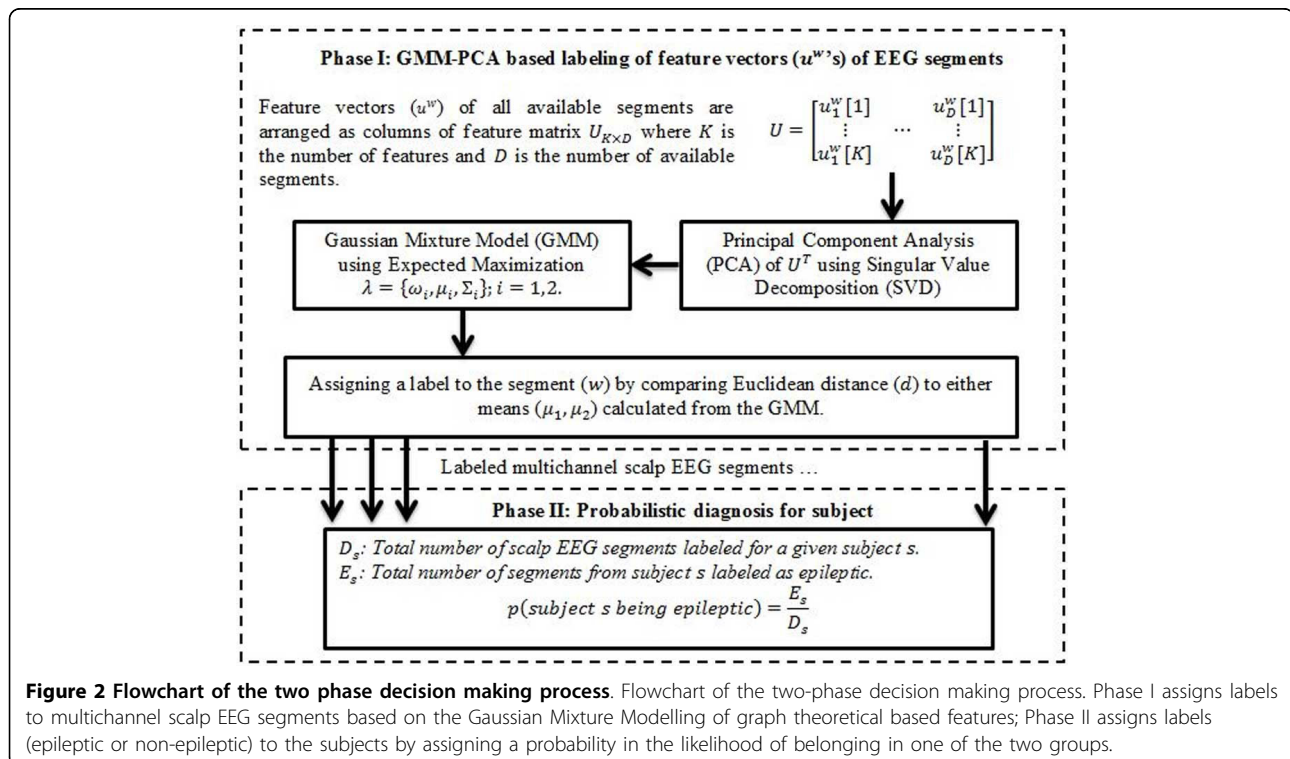 Phase I: GMM-PCA based labeling of feature vectors (u^w's) of EEG segments
Feature vectors (u^w) of all available segments are
arranged as columns of feature matrix U_{K×D} where K is
the number of features and D is the number of available
segments.
U = [u_1^w[1] u_D^w[1]
⋮ ⋯ ⋮
u_1^w[K] u_D^w[K]]
Gaussian Mixture Model (GMM)
using Expected Maximization
λ = {ω_i, μ_i, Σ_i}; i = 1,2.
Principal Component Analysis
(PCA) of U^T using Singular Value
Decomposition (SVD)
Assigning a label to the segment (w) by comparing Euclidean distance (d) to either
means (μ_1, μ_2) calculated from the GMM.
Labeled multichannel scalp EEG segments …
Phase II: Probabilistic diagnosis for subject
D_s: Total number of scalp EEG segments labeled for a given subject s.
E_s: Total number of segments from subject s labeled as epileptic.
p(subject s being epileptic) = E_s / D_s
Figure 2 Flowchart of the two phase decision making process. Flowchart of the two-phase decision making process. Phase I assigns labels
to multichannel scalp EEG segments based on the Gaussian Mixture Modelling of graph theoretical based features; Phase II assigns labels
(epileptic or non-epileptic) to the subjects by assigning a probability in the likelihood of belonging in one of the two groups.